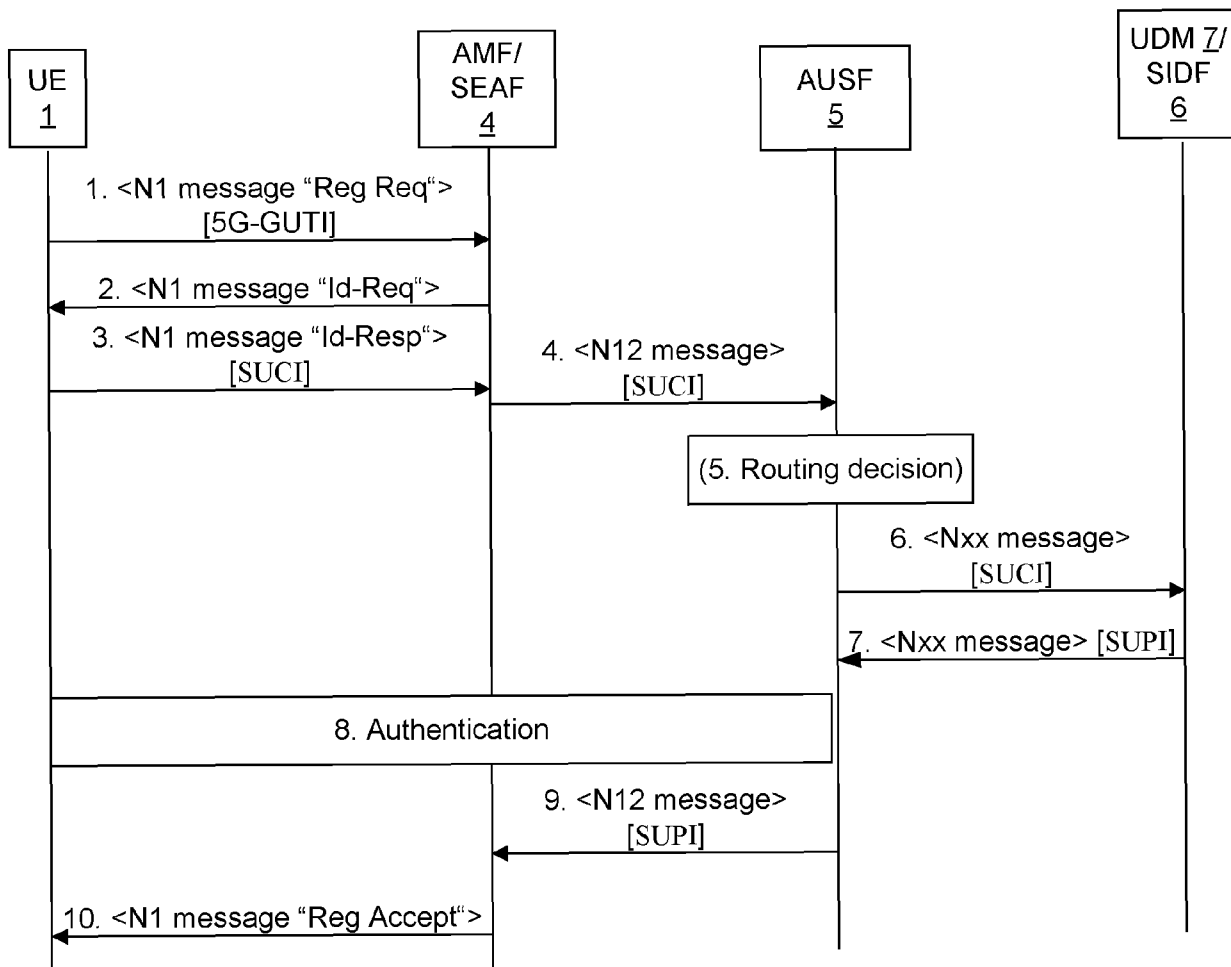 UE
1
AMF/
SEAF
4
AUSF
5
UDM 7/
SIDF
6
1. <N1 message “Reg Req“>
[5G-GUTI]
2. <N1 message “Id-Req“>
3. <N1 message “Id-Resp“>
[SUCI]
4. <N12 message>
[SUCI]
(5. Routing decision)
6. <Nxx message>
[SUCI]
7. <Nxx message> [SUPI]
8. Authentication
9. <N12 message>
[SUPI]
10. <N1 message “Reg Accept“>